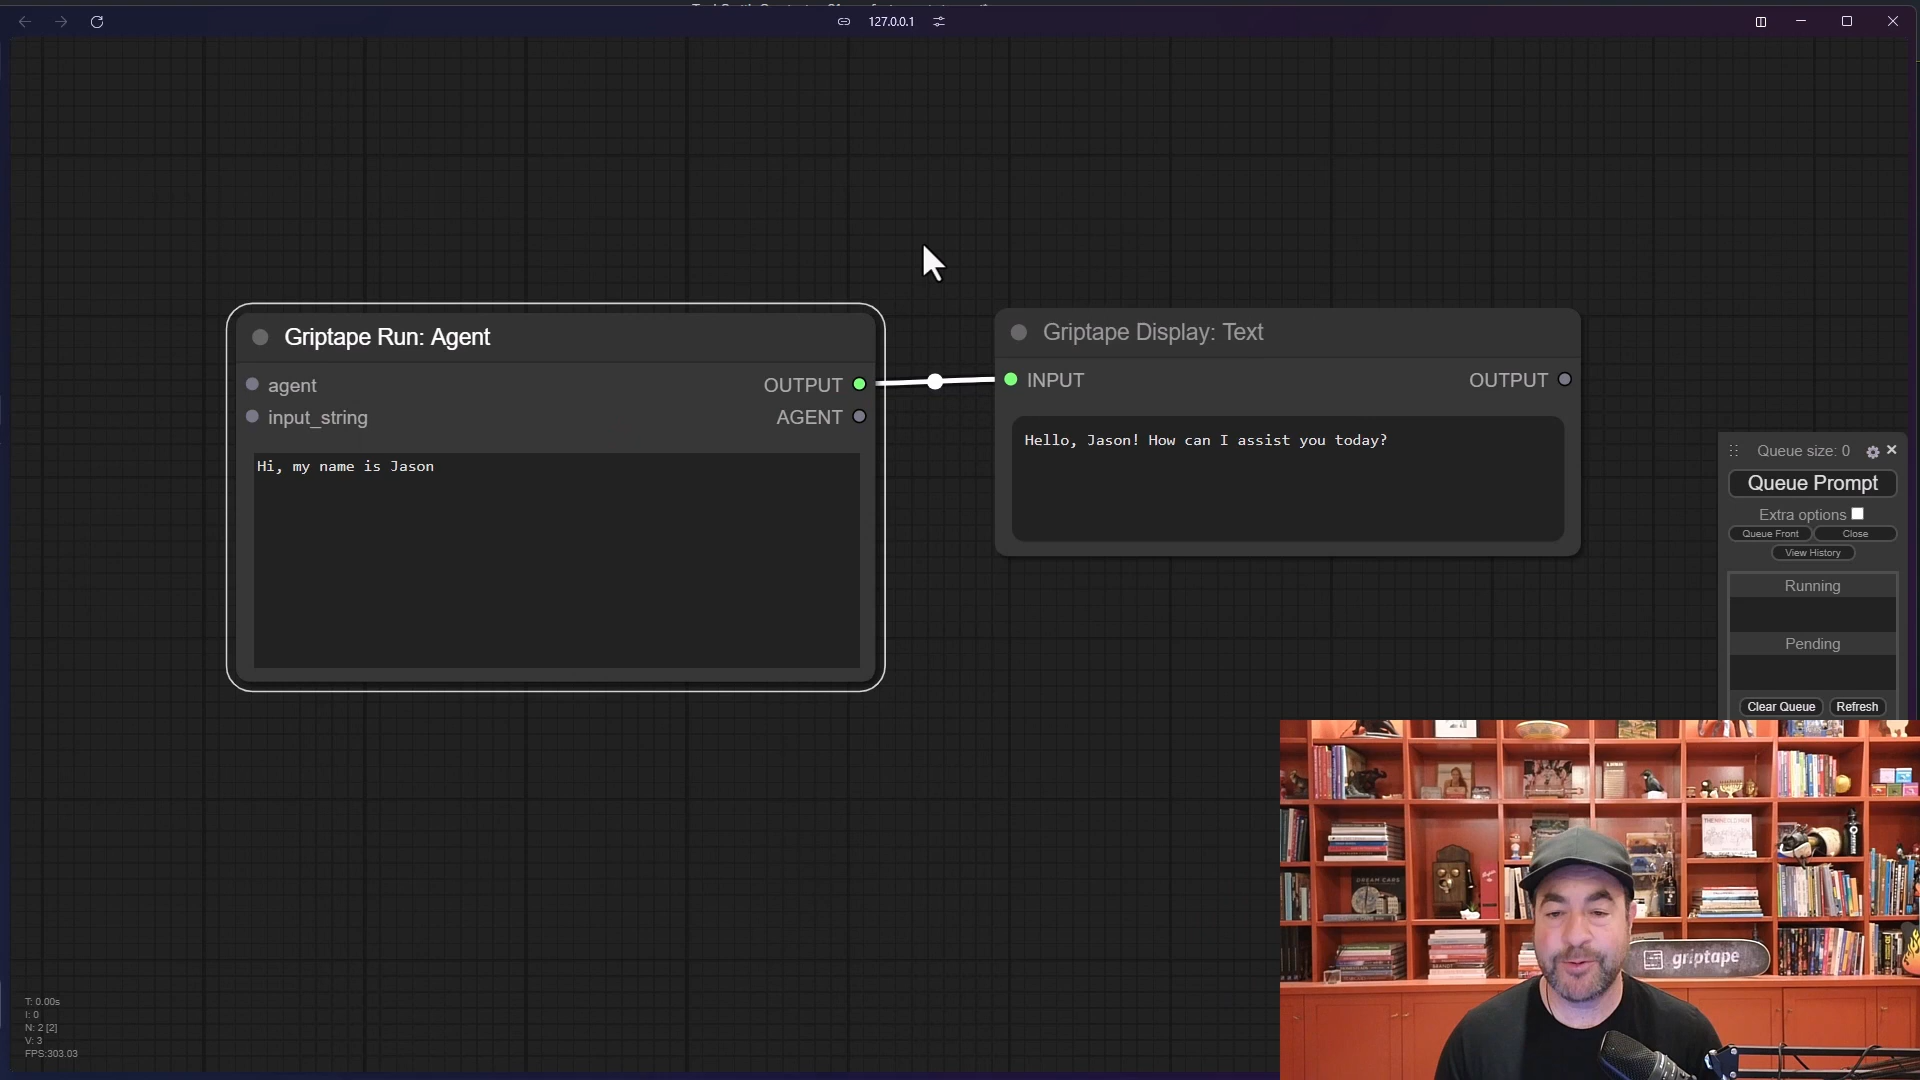 127.0.0.1
Griptape Run: Agent
agent
OUTPUT
input_string
AGENT
Hi, my name is Jason
Griptape Display: Text
INPUT
OUTPUT
Hello, Jason! How can I assist you today?
Queue size: 0
Queue Prompt
Extra options
Queue Front
Close
View History
Running
Pending
Clear Queue
Refresh
T: 0.00s
I: 0
N: 2 [2]
V: 3
FPS:303.03
DREAM CARS
griptape